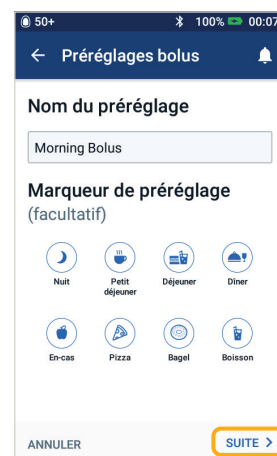 50+ 100% 00:07
Préréglages bolus
Nom du préréglage
Morning Bolus
Marqueur de préréglage
(facultatif)
Nuit Petit déjeuner Déjeuner Dîner
En-cas Pizza Bagel Boisson
ANNULER SUITE >